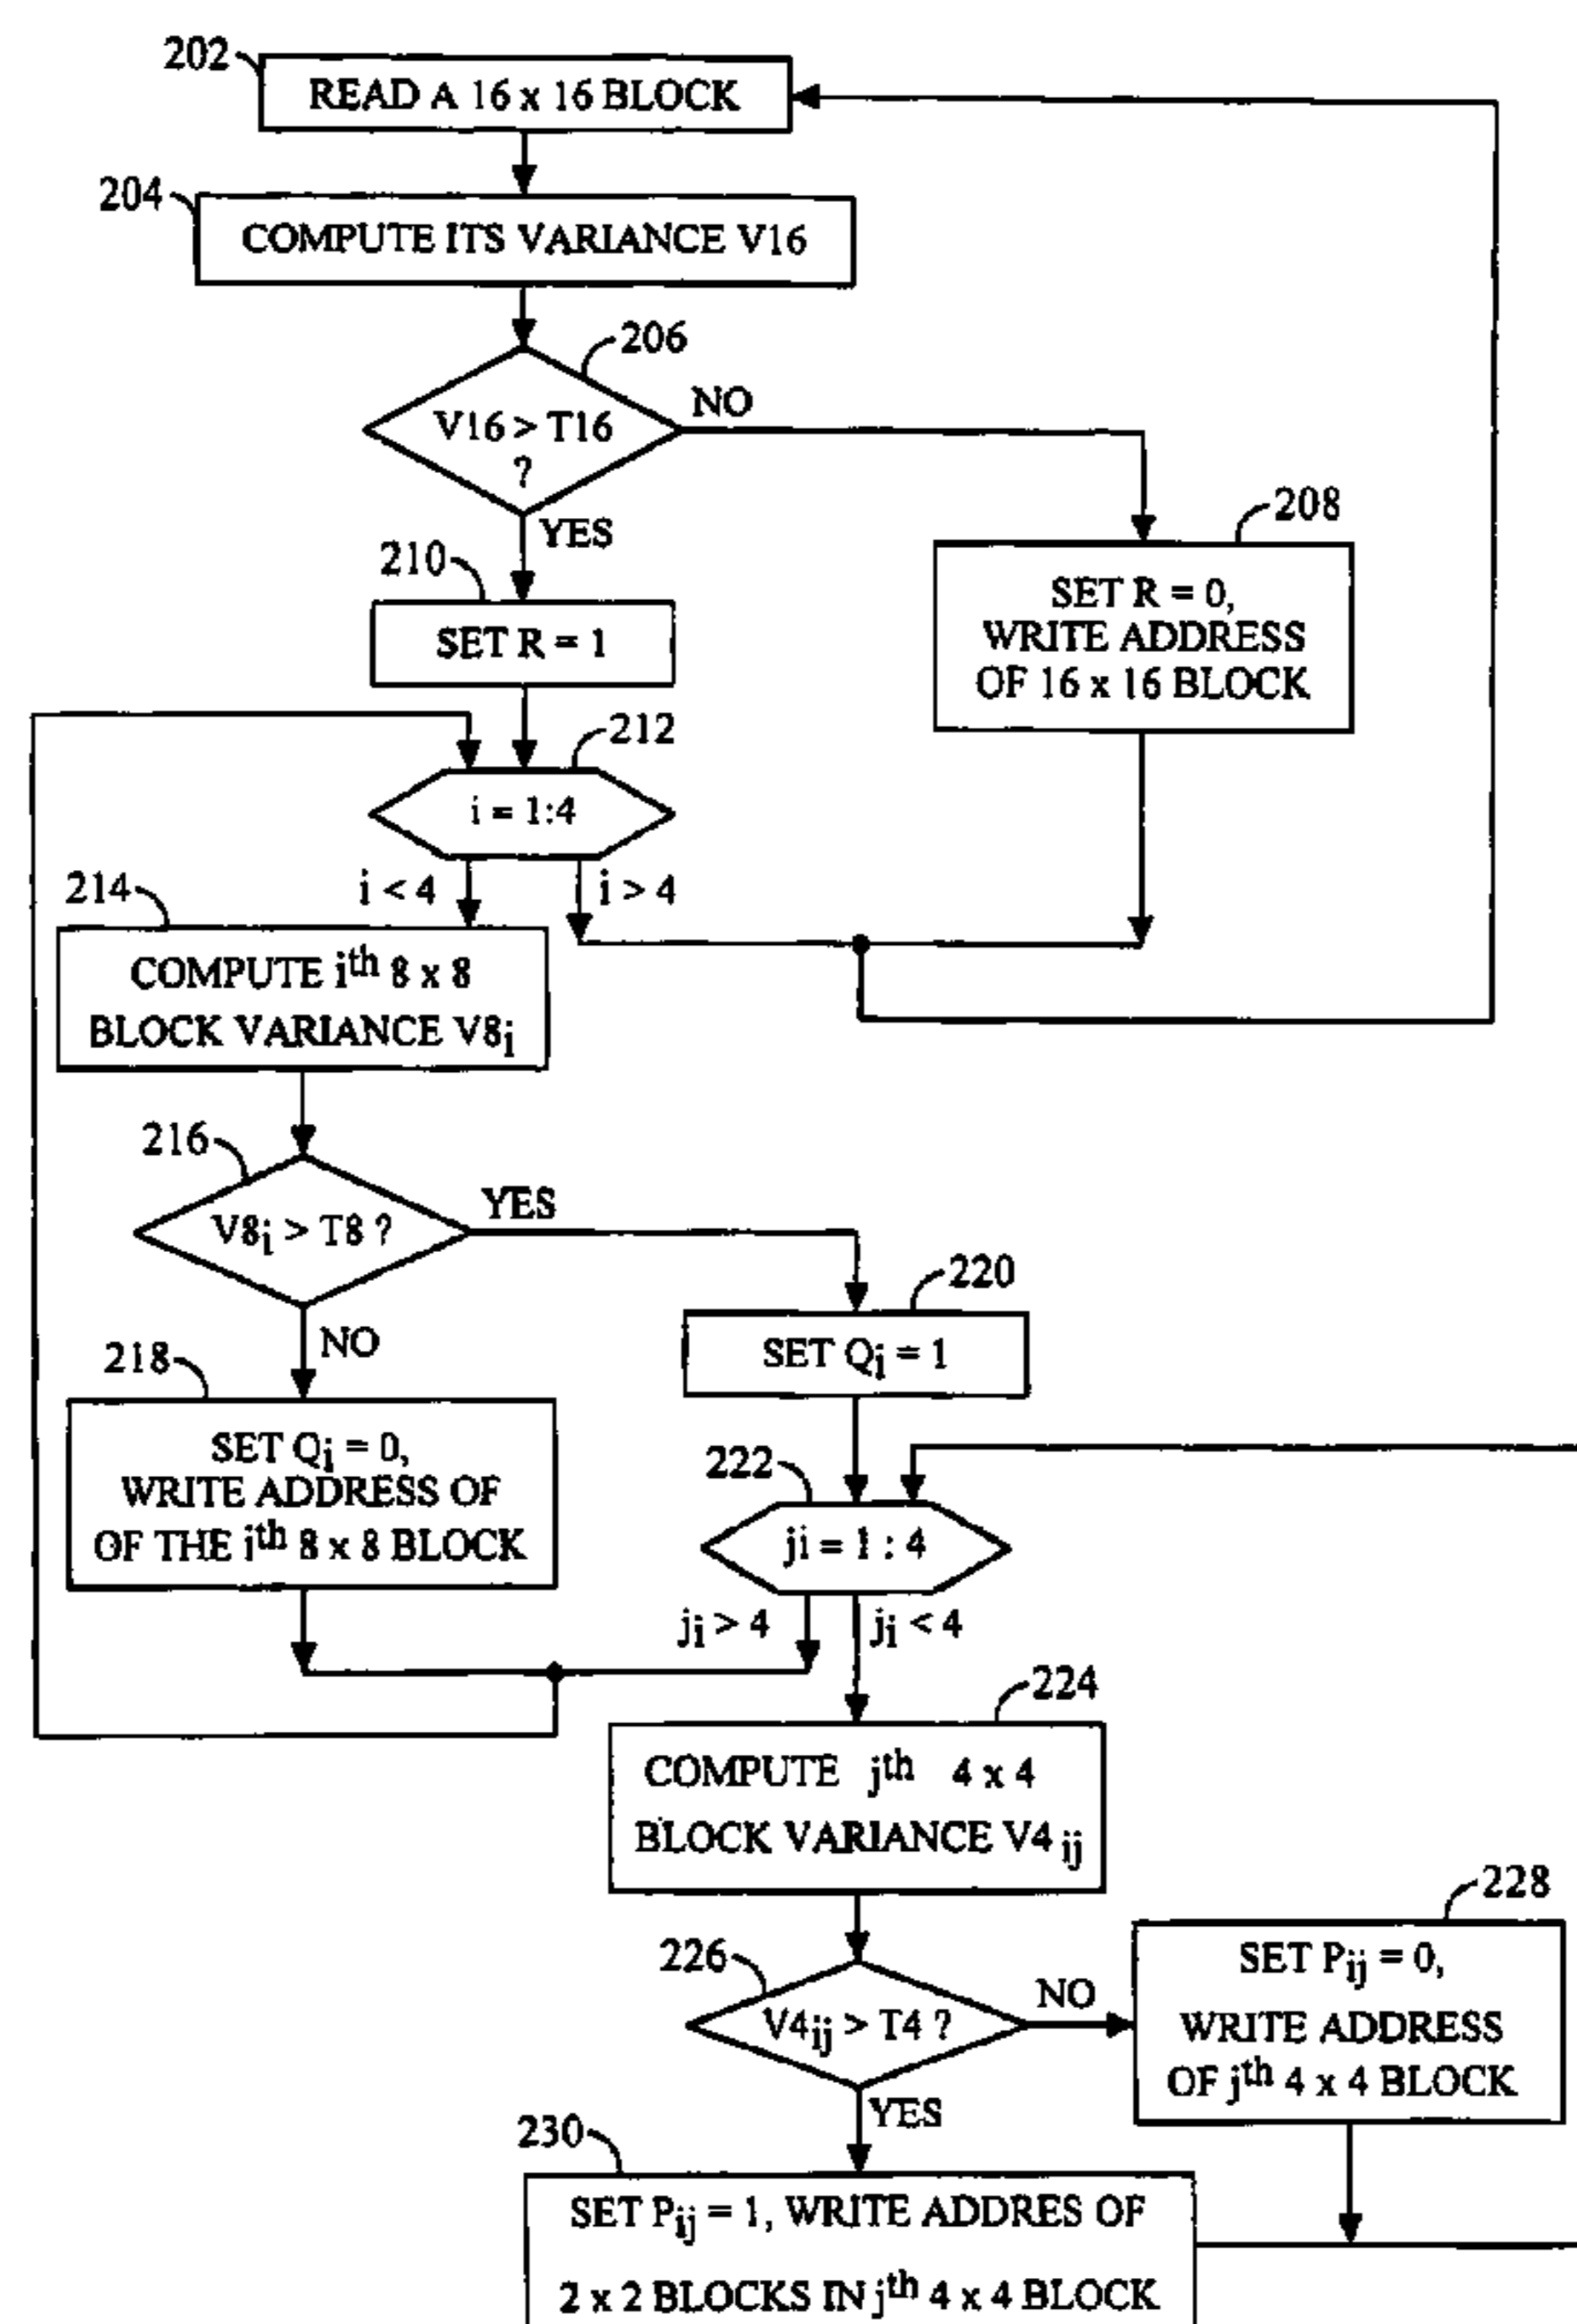 202
READ A 16 x 16 BLOCK
204
COMPUTE ITS VARIANCE V16
206
V16 > T16
?
NO
YES
208
SET R = 0,
WRITE ADDRESS
OF 16 x 16 BLOCK
210
SET R = 1
212
i = 1:4
i < 4
i > 4
214
COMPUTE ith 8 x 8
BLOCK VARIANCE V8i
216
V8i > T8 ?
YES
NO
218
SET Qi = 0,
WRITE ADDRESS OF
OF THE ith 8 x 8 BLOCK
220
SET Qi = 1
222
ji = 1 : 4
ji > 4
ji < 4
224
COMPUTE jth 4 x 4
BLOCK VARIANCE V4 ij
226
V4ij > T4 ?
NO
YES
228
SET Pij = 0,
WRITE ADDRESS
OF jth 4 x 4 BLOCK
230
SET Pij = 1, WRITE ADDRES OF
2 x 2 BLOCKS IN jth 4 x 4 BLOCK